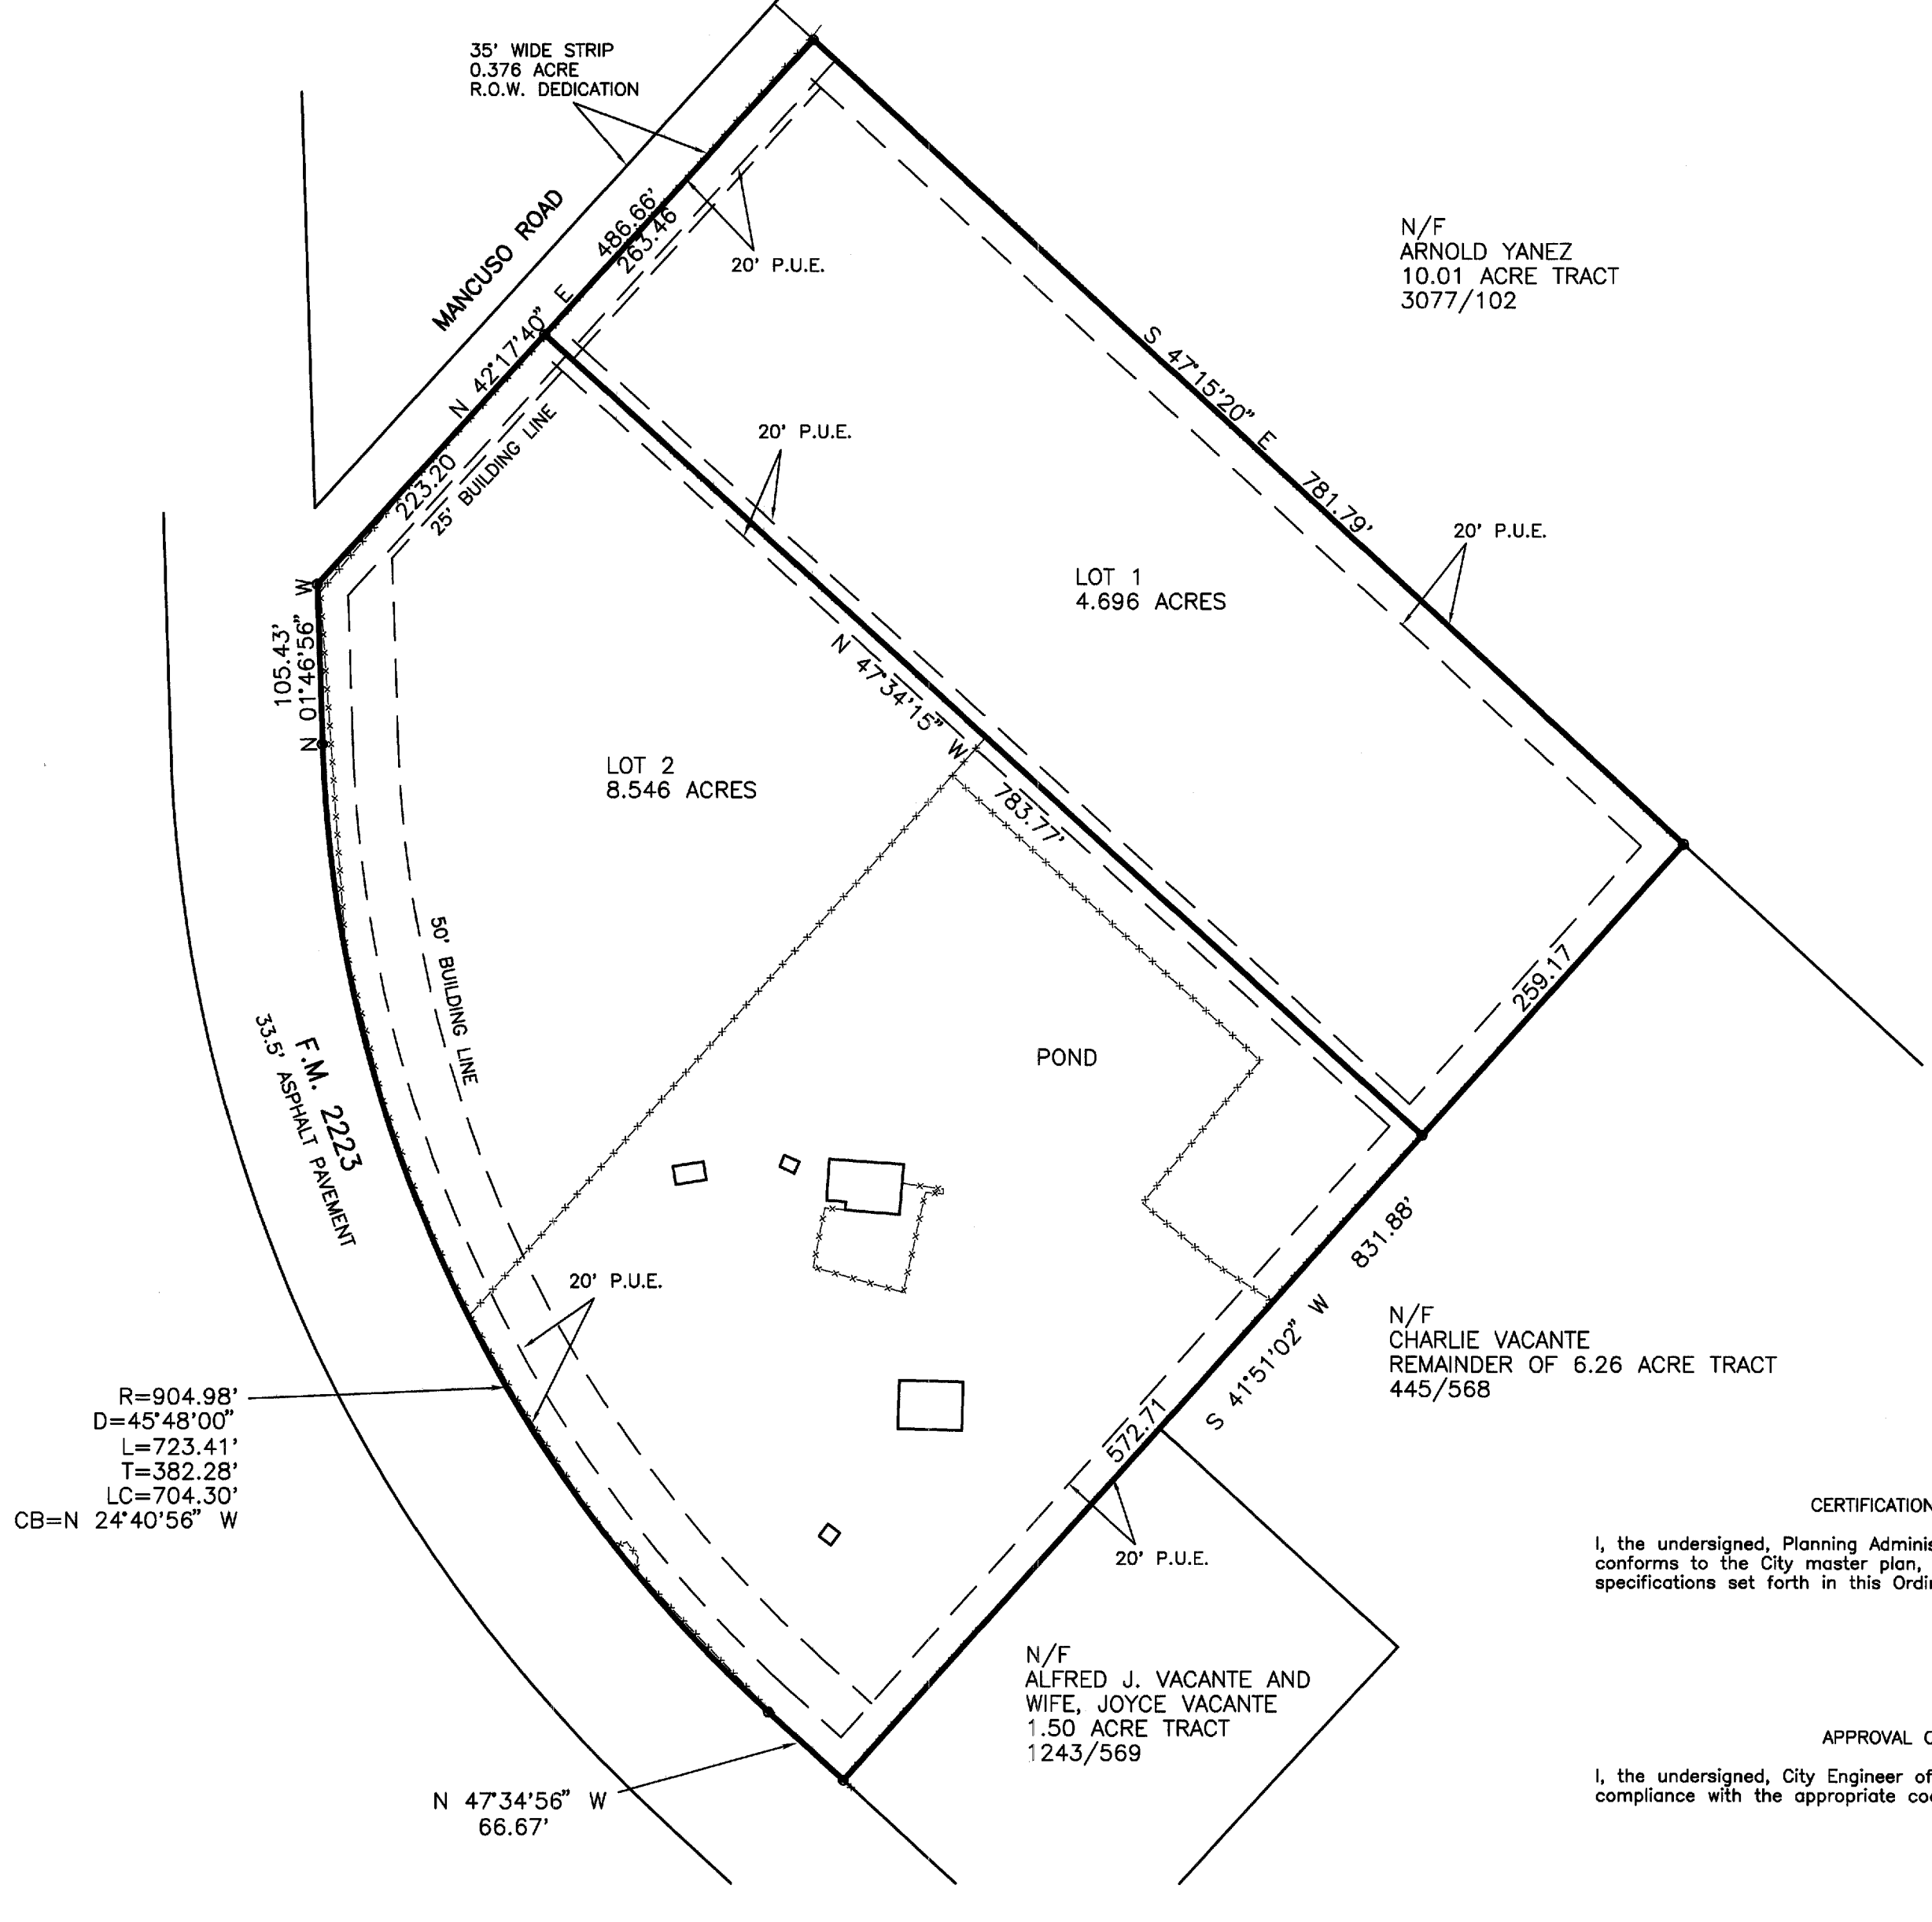 35' WIDE STRIP
0.376 ACRE
R.O.W. DEDICATION
MANCUSO ROAD
486.66'
263.46
N 42°17'40" E
20' P.U.E.
N/F
ARNOLD YANEZ
10.01 ACRE TRACT
3077/102
S 47°15'20" E
781.79'
20' P.U.E.
20' P.U.E.
223.20
25' BUILDING LINE
LOT 1
4.696 ACRES
105.43'
N 01°46'56" W
N 47°34'15" W
783.77'
LOT 2
8.546 ACRES
50' BUILDING LINE
259.17
F.M. 2223
33.5' ASPHALT PAVEMENT
POND
831.88'
S 41°51'02" W
20' P.U.E.
N/F
CHARLIE VACANTE
REMAINDER OF 6.26 ACRE TRACT
445/568
R=904.98'
D=45°48'00"
L=723.41'
T=382.28'
LC=704.30'
CB=N 24°40'56" W
572.71
20' P.U.E.
N/F
ALFRED J. VACANTE AND
WIFE, JOYCE VACANTE
1.50 ACRE TRACT
1243/569
N 47°34'56" W
66.67'
CERTIFICATION
I, the undersigned, Planning Adminis
conforms to the City master plan,
specifications set forth in this Ordi
APPROVAL
I, the undersigned, City Engineer of
compliance with the appropriate co